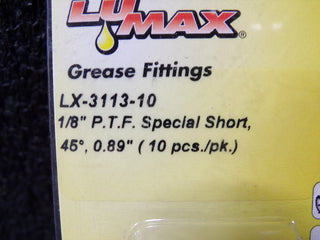 LUMAX®
Grease Fittings
LX-3113-10
1/8" P.T.F. Special Short,
45°, 0.89" ( 10 pcs./pk.)